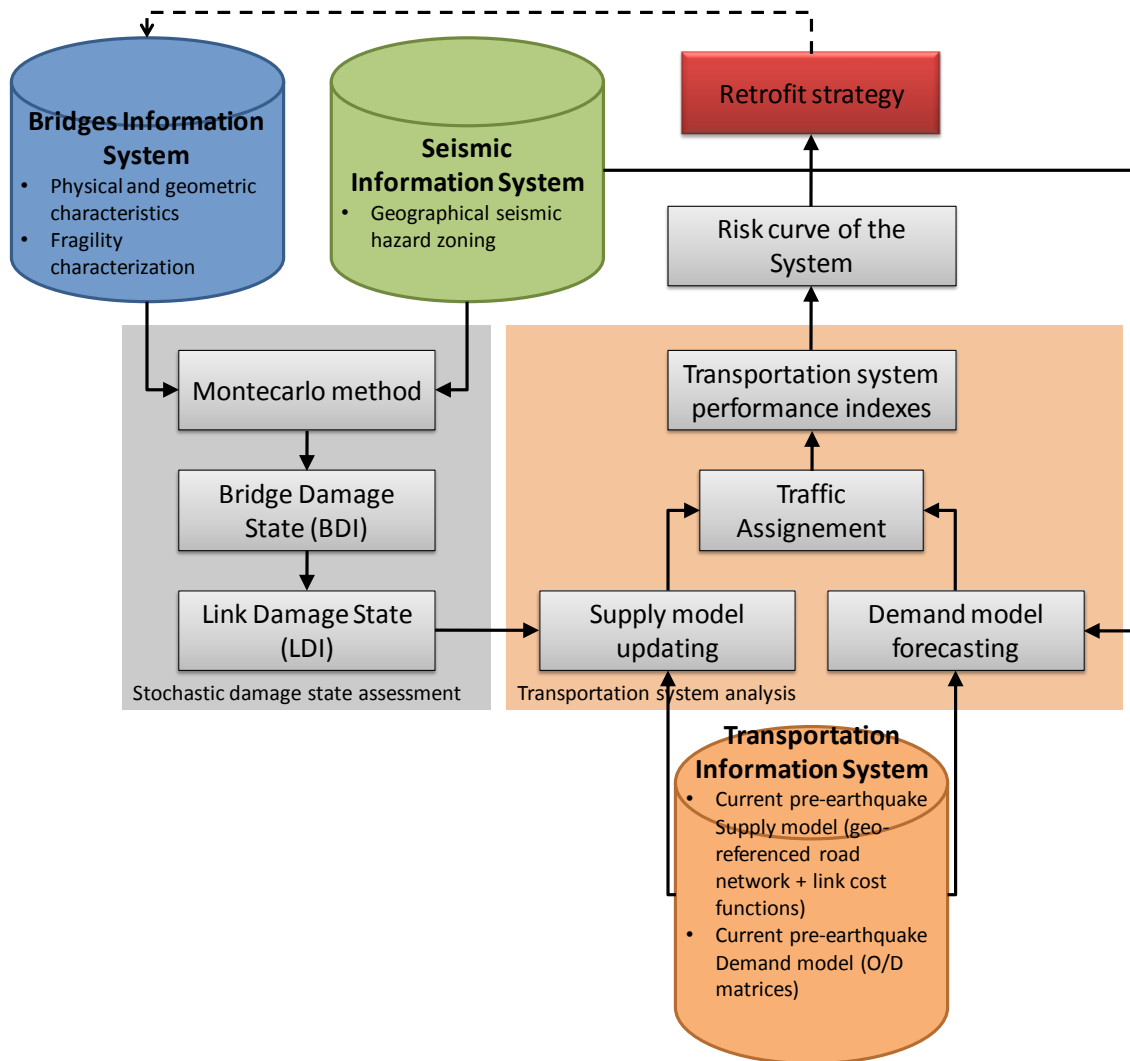 Bridges Information
System
• Physical and geometric
characteristics
• Fragility
characterization
Seismic
Information System
• Geographical seismic
hazard zoning
Retrofit strategy
Risk curve of the
System
Montecarlo method
Bridge Damage
State (BDI)
Link Damage State
(LDI)
Stochastic damage state assessment
Transportation system
performance indexes
Traffic
Assignement
Supply model
updating
Demand model
forecasting
Transportation system analysis
Transportation
Information System
• Current pre-earthquake
Supply model (geo-
referenced road
network + link cost
functions)
• Current pre-earthquake
Demand model (O/D
matrices)